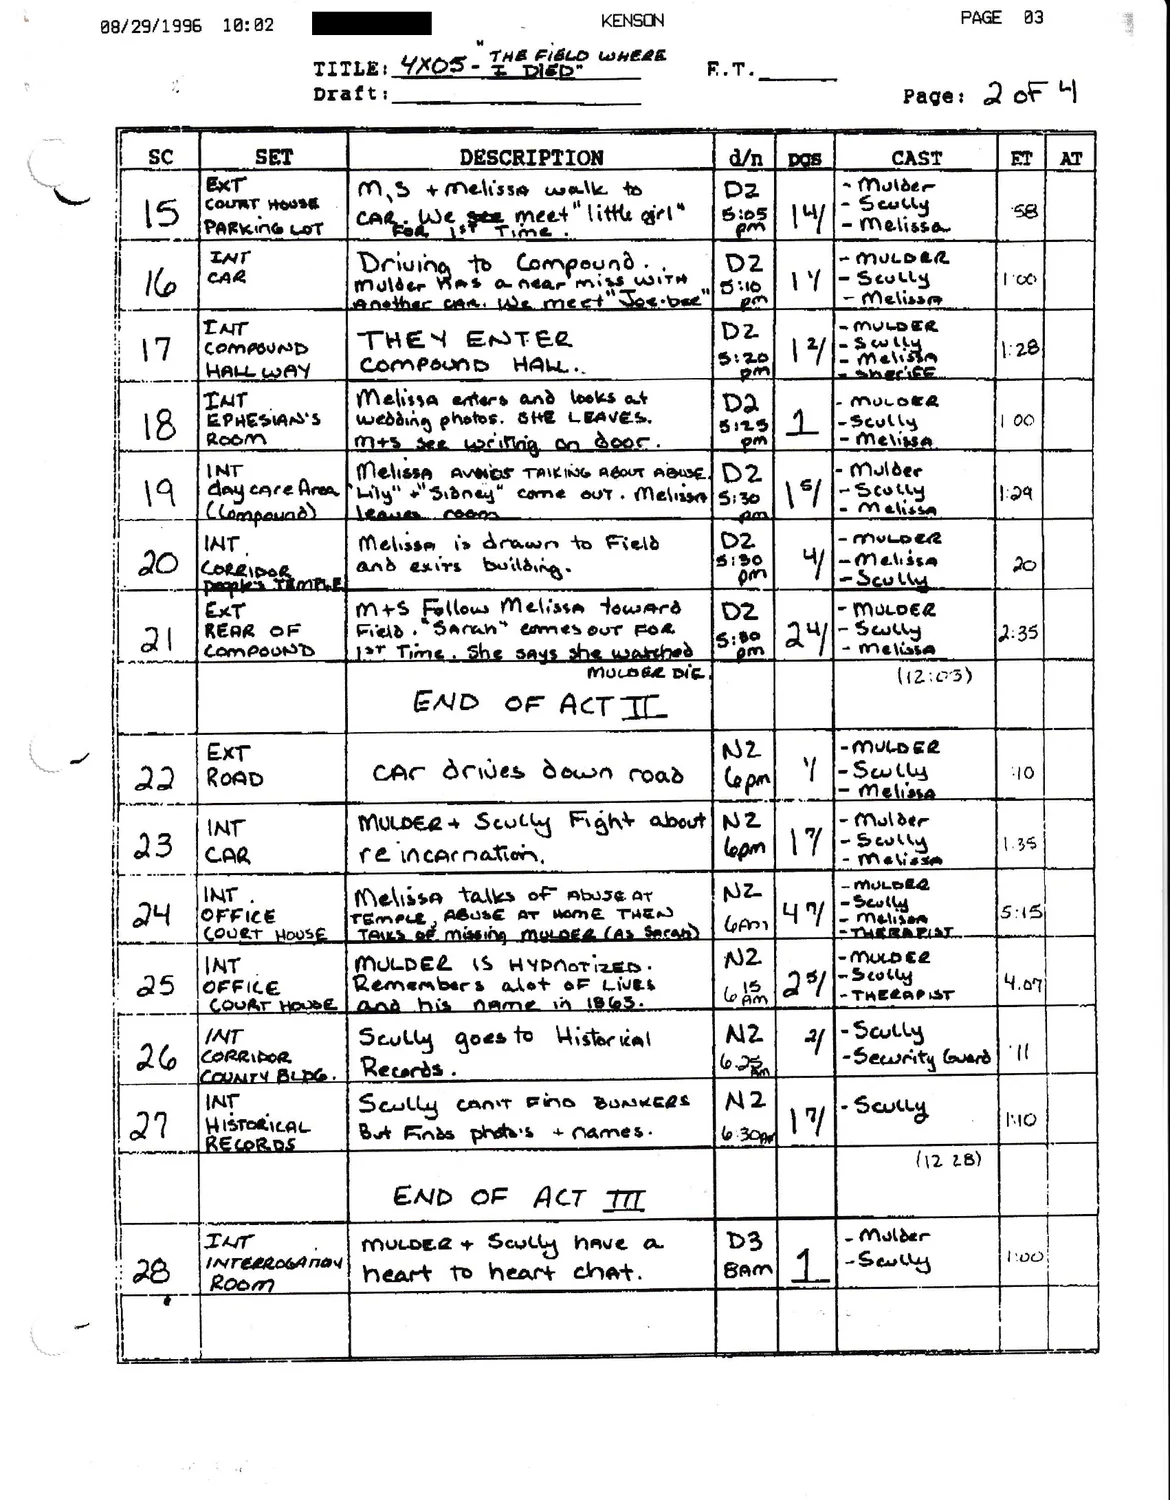 08/29/1996 10:02 KENSON PAGE 03
TITLE: 4X05 - "THE FIELD WHERE
I DIED" E.T.
Draft:
Page: 2 OF 4
SC SET DESCRIPTION d/n pgs CAST ET AT
15
EXT
COURT HOUSE
PARKING LOT
M,S + Melissa walk to
CAR. We see meet "little girl"
FOR 1ST TIME.
D2
5:05
pm
1 4/
- Mulder
- Scully
- Melissa
:58
16
INT
CAR
Driving to Compound.
Mulder HAS a near miss WITH
Another CAR. We meet "Joe-bee"
D2
5:10
pm
1 1/
- MULDER
- Scully
- Melissa
1:00
17
INT
COMPOUND
HALLWAY
THEY ENTER
COMPOUND HALL..
D2
5:20
pm
1 2/
- MULDER
- Scully
- Melissa
- SheriFF
1:28
18
INT
EPHESIAN'S
ROOM
Melissa enters and looks at
wedding photos. SHE LEAVES.
M+S see writing on door.
D2
5:25
pm
1
- MULDER
- Scully
- Melissa
1:00
19
INT
day care Area
(Compound)
Melissa AVOIDS TALKING ABOUT ABUSE.
"Lily" + "Sidney" come OUT. Melissa
leaves room
D2
5:30
pm
1 5/
- Mulder
- Scully
- Melissa
1:29
20
INT.
CORRIDOR
people's TEMPLE
Melissa is drawn to Field
and exits building.
D2
5:30
pm
4/
- MULDER
- Melissa
- Scully
20
21
EXT
REAR OF
COMPOUND
M+S Follow Melissa toward
Field. "Sarah" comes OUT FOR
1ST Time. She says she watched
MULDER DIE.
D2
5:30
pm
2 4/
- MULDER
- Scully
- Melissa
2:35
(12:03)
END OF ACT II
22
EXT
ROAD
CAR drives down road
N2
6pm
1/
- MULDER
- Scully
- Melissa
:10
23
INT
CAR
MULDER + Scully Fight about
reincarnation.
N2
6pm
1 7/
- Mulder
- Scully
- Melissa
1:35
24
INT.
OFFICE
COURT HOUSE
Melissa talks of ABUSE AT
TEMPLE, ABUSE AT HOME THEN
TALKS OF missing MULDER (AS Sarah)
N2
6AM
4 7/
- MULDER
- Scully
- Melissa
- THERAPIST
5:15
25
INT
OFFICE
COURT HOUSE
MULDER IS HYPNOTIZED.
Remembers alot OF LIVES
and his name in 1863.
N2
6:15
AM
2 5/
- MULDER
- Scully
- THERAPIST
4:07
26
INT
CORRIDOR
COUNTY BLDG.
Scully goes to Historical
Records.
N2
6:25
AM
2/
- Scully
- Security Guard
:11
27
INT
HISTORICAL
RECORDS
Scully can't FIND BUNKERS
But Finds photo's + names.
N2
6:30AM
1 7/
- Scully
1:10
(12:28)
END OF ACT III
28
INT
INTERROGATION
ROOM
MULDER + Scully have a
heart to heart chat.
D3
8AM
1
- Mulder
- Scully
1:00